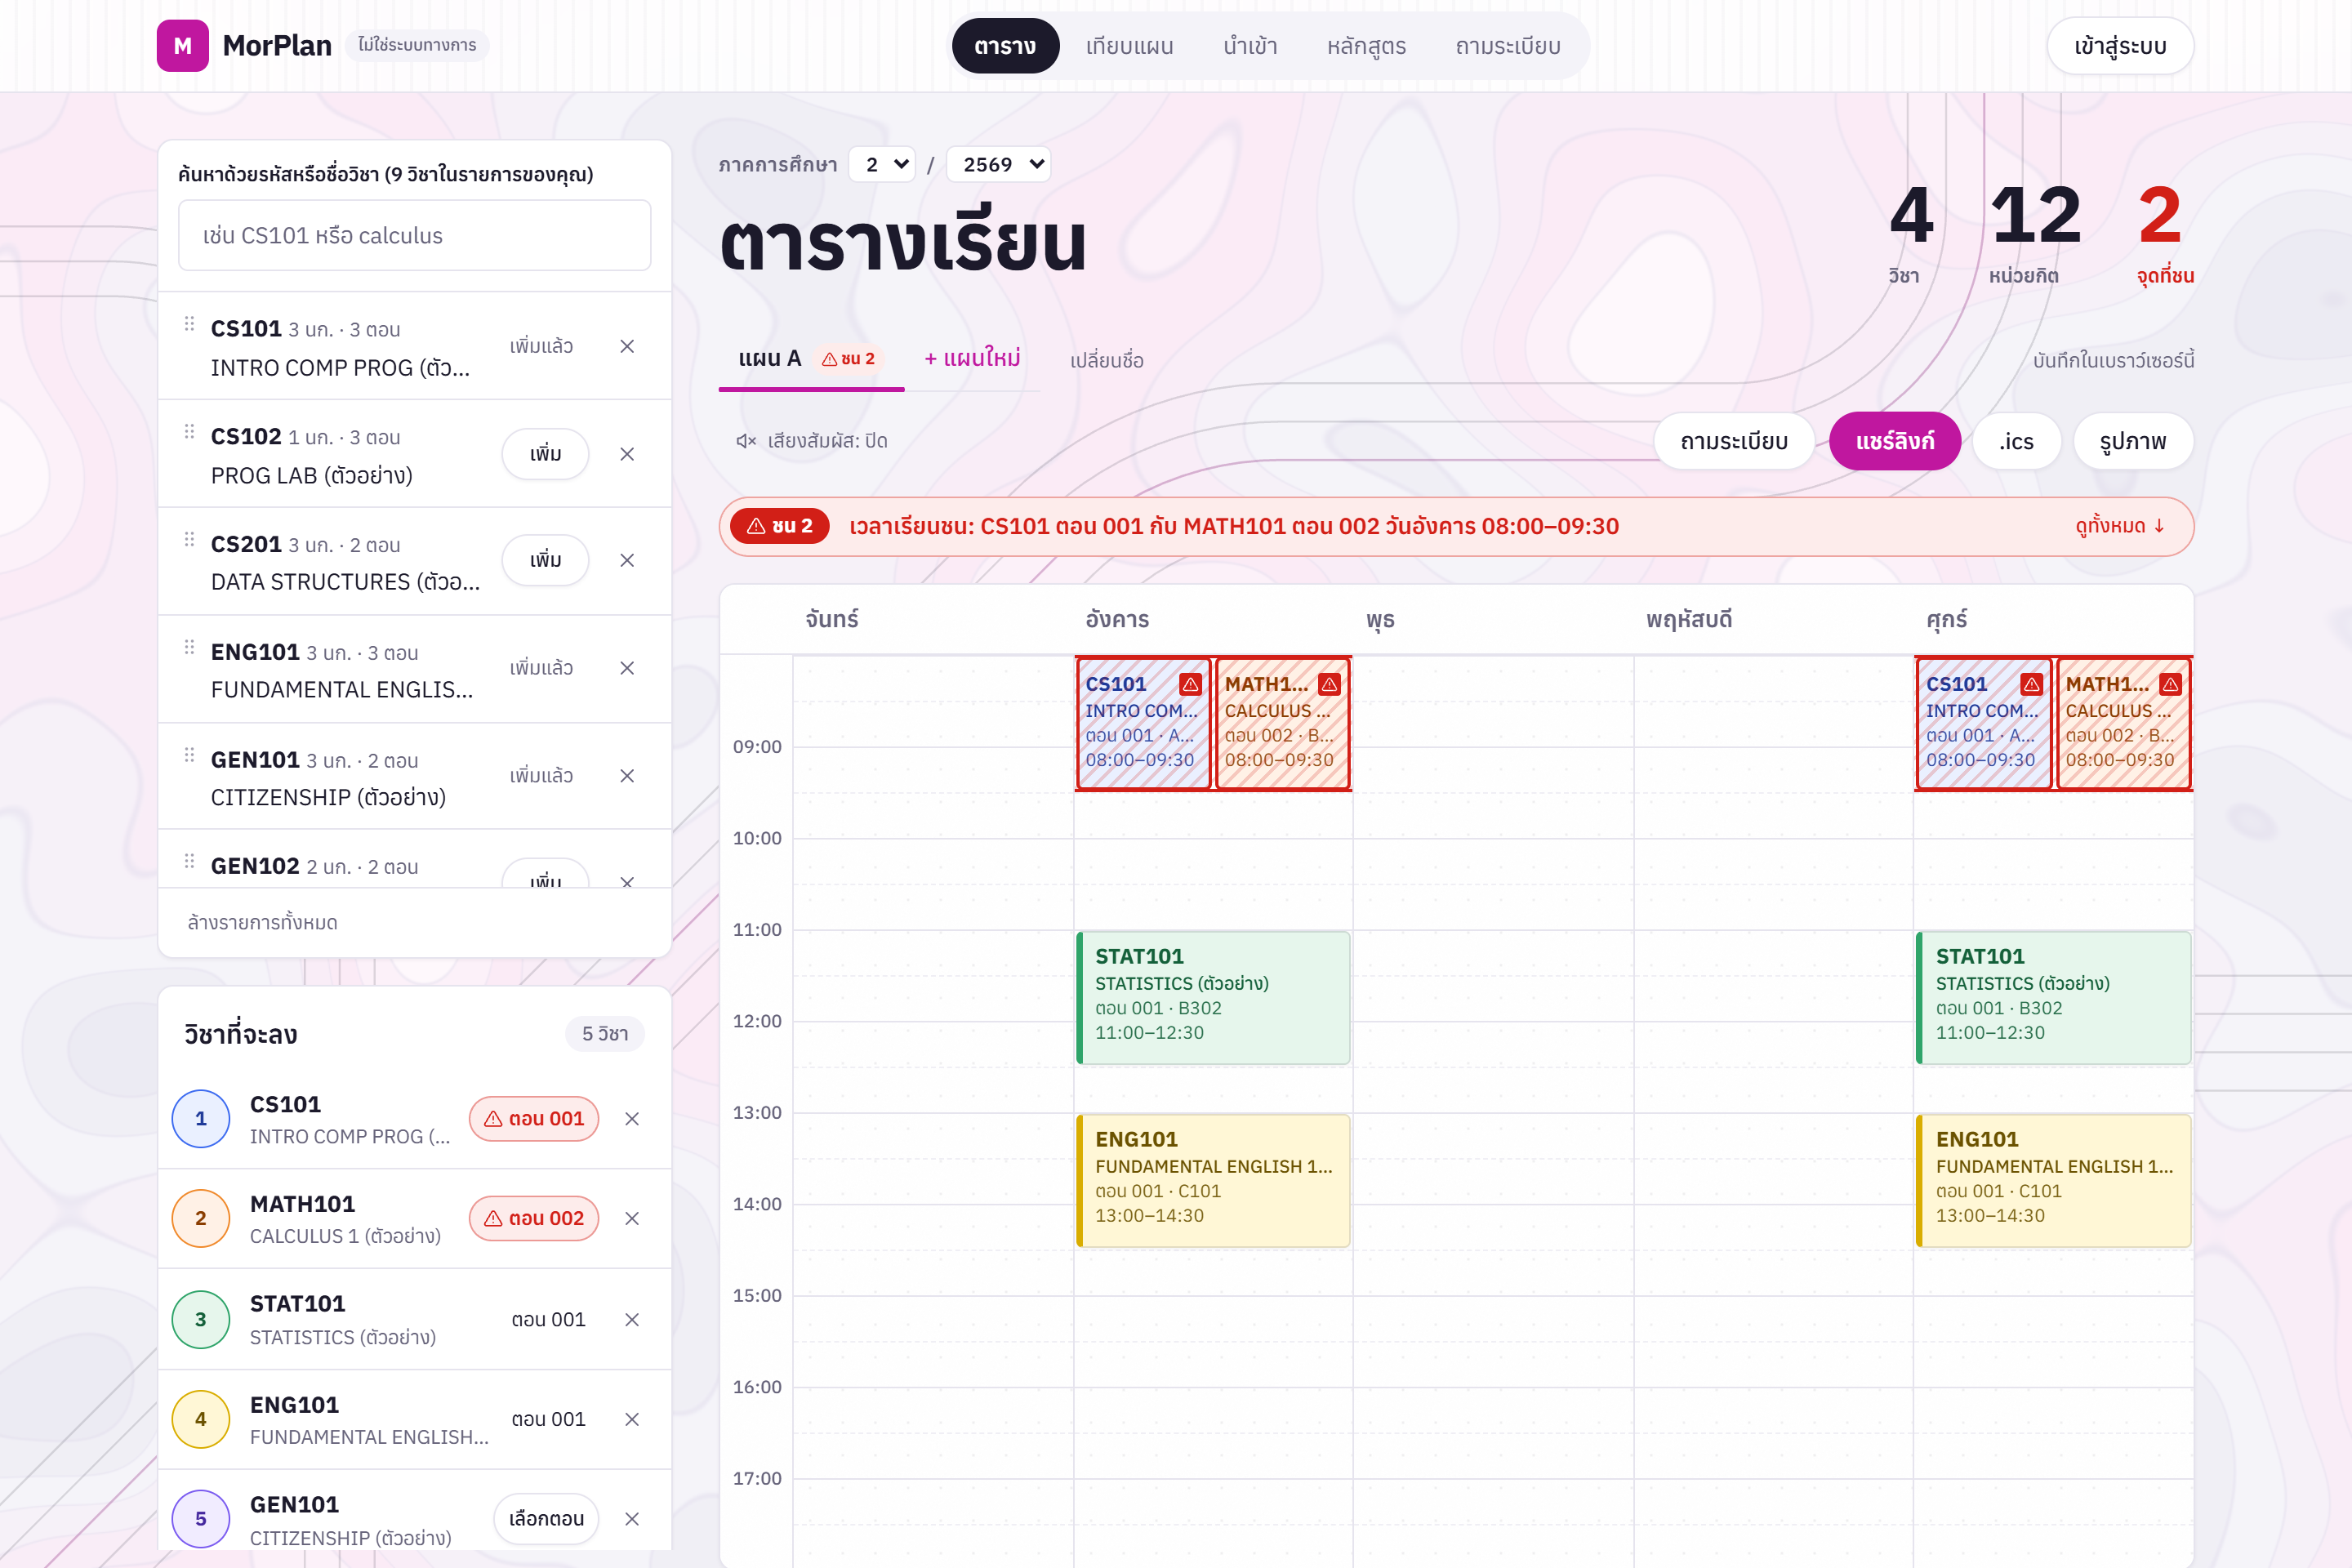 M MorPlan ไม่ใช่ระบบทางการ
ตาราง เทียบแผน นำเข้า หลักสูตร ถามระเบียบ
เข้าสู่ระบบ
ค้นหาด้วยรหัสหรือชื่อวิชา (9 วิชาในรายการของคุณ)
เช่น CS101 หรือ calculus
CS101 3 นก. · 3 ตอน
INTRO COMP PROG (ตัว...
เพิ่มแล้ว
CS102 1 นก. · 3 ตอน
PROG LAB (ตัวอย่าง)
เพิ่ม
CS201 3 นก. · 2 ตอน
DATA STRUCTURES (ตัวอ...
เพิ่ม
ENG101 3 นก. · 3 ตอน
FUNDAMENTAL ENGLIS...
เพิ่มแล้ว
GEN101 3 นก. · 2 ตอน
CITIZENSHIP (ตัวอย่าง)
เพิ่มแล้ว
GEN102 2 นก. · 2 ตอน
เพิ่ม
ล้างรายการทั้งหมด
วิชาที่จะลง
5 วิชา
1 CS101
INTRO COMP PROG (...
ตอน 001
2 MATH101
CALCULUS 1 (ตัวอย่าง)
ตอน 002
3 STAT101
STATISTICS (ตัวอย่าง)
ตอน 001
4 ENG101
FUNDAMENTAL ENGLISH...
ตอน 001
5 GEN101
CITIZENSHIP (ตัวอย่าง)
เลือกตอน
ภาคการศึกษา 2 / 2569
ตารางเรียน
4 วิชา
12 หน่วยกิต
2 จุดที่ชน
แผน A ชน 2 + แผนใหม่ เปลี่ยนชื่อ
บันทึกในเบราว์เซอร์นี้
เสียงสัมผัส: ปิด
ถามระเบียบ แชร์ลิงก์ .ics รูปภาพ
ชน 2 เวลาเรียนชน: CS101 ตอน 001 กับ MATH101 ตอน 002 วันอังคาร 08:00–09:30 ดูทั้งหมด ↓
จันทร์ อังคาร พุธ พฤหัสบดี ศุกร์
CS101
INTRO COM...
ตอน 001 · A...
08:00–09:30
MATH1...
CALCULUS ...
ตอน 002 · B...
08:00–09:30
CS101
INTRO COM...
ตอน 001 · A...
08:00–09:30
MATH1...
CALCULUS ...
ตอน 002 · B...
08:00–09:30
09:00
10:00
11:00
STAT101
STATISTICS (ตัวอย่าง)
ตอน 001 · B302
11:00–12:30
STAT101
STATISTICS (ตัวอย่าง)
ตอน 001 · B302
11:00–12:30
12:00
13:00
ENG101
FUNDAMENTAL ENGLISH 1...
ตอน 001 · C101
13:00–14:30
ENG101
FUNDAMENTAL ENGLISH 1...
ตอน 001 · C101
13:00–14:30
14:00
15:00
16:00
17:00